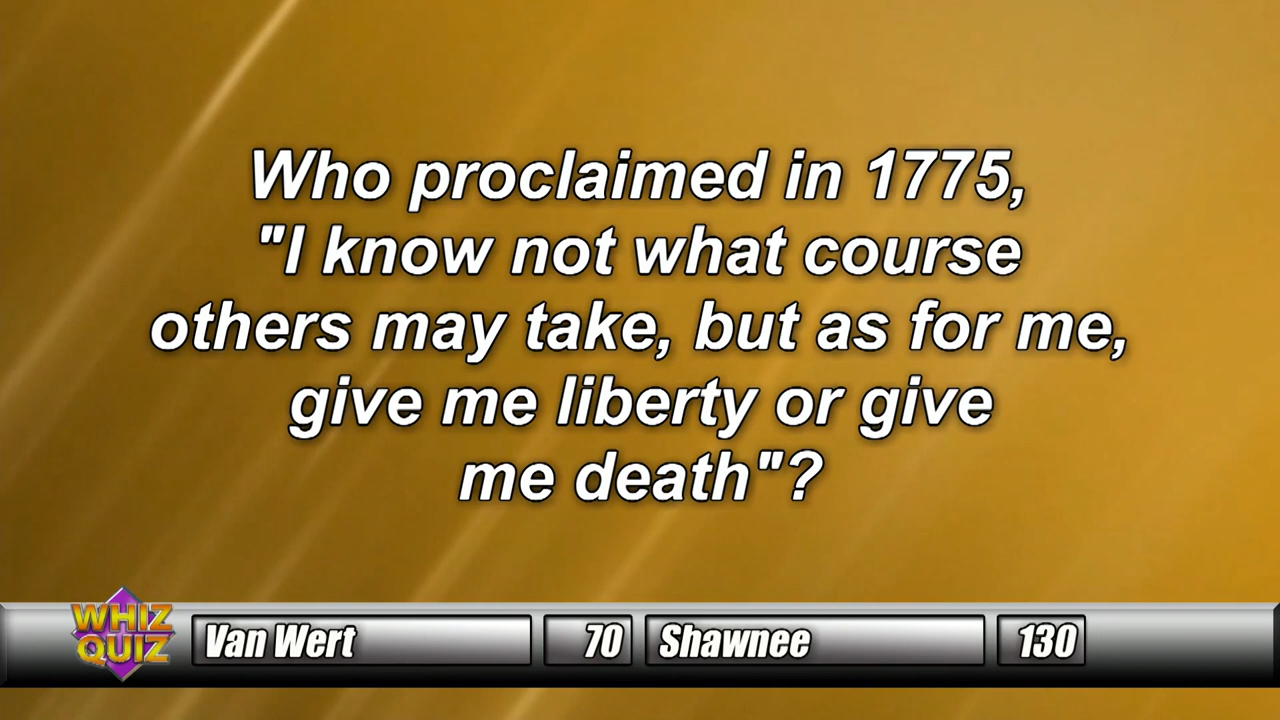 Who proclaimed in 1775,
"I know not what course
others may take, but as for me,
give me liberty or give
me death"?
WHIZ
QUIZ
Van Wert 70 Shawnee 130